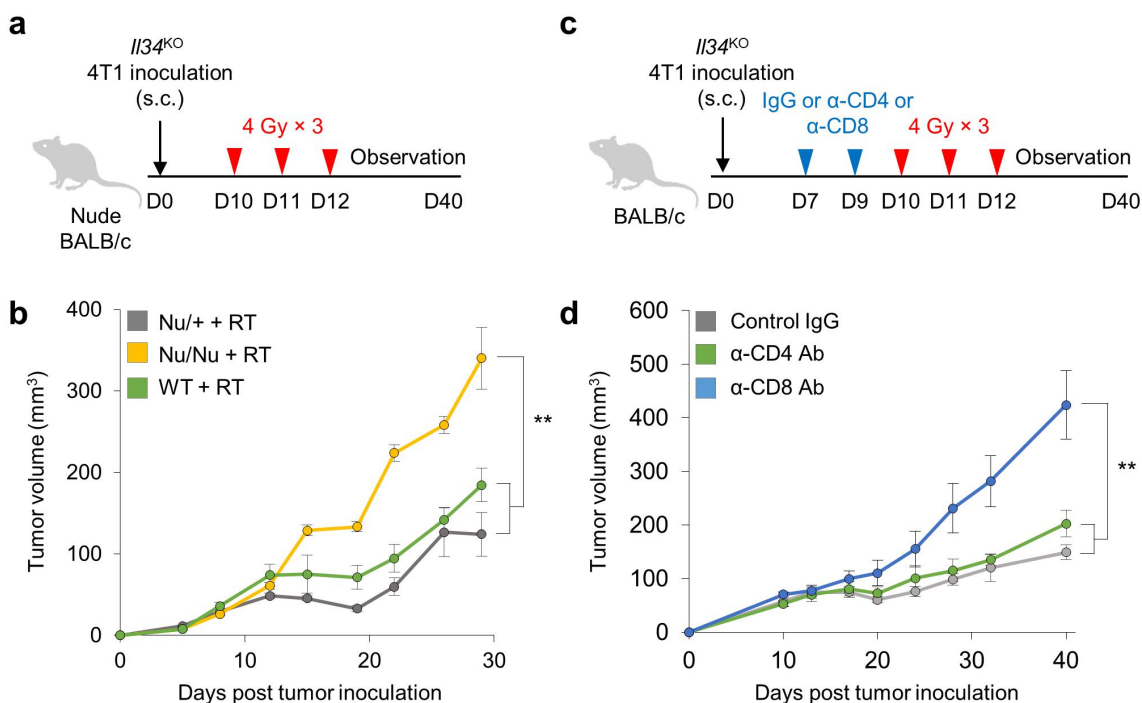 a
Il34KO
4T1 inoculation
(s.c.)
4 Gy × 3
Observation
D0
D10
D11
D12
D40
Nude
BALB/c
b
Nu/+ + RT
Nu/Nu + RT
WT + RT
Tumor volume (mm3)
400
300
200
100
0
0
10
20
30
**
Days post tumor inoculation
c
Il34KO
4T1 inoculation
(s.c.)
IgG or α-CD4 or
α-CD8
4 Gy × 3
Observation
D0
D7
D9
D10
D11
D12
D40
BALB/c
d
Control IgG
α-CD4 Ab
α-CD8 Ab
Tumor volume (mm3)
600
500
400
300
200
100
0
0
10
20
30
40
**
Days post tumor inoculation